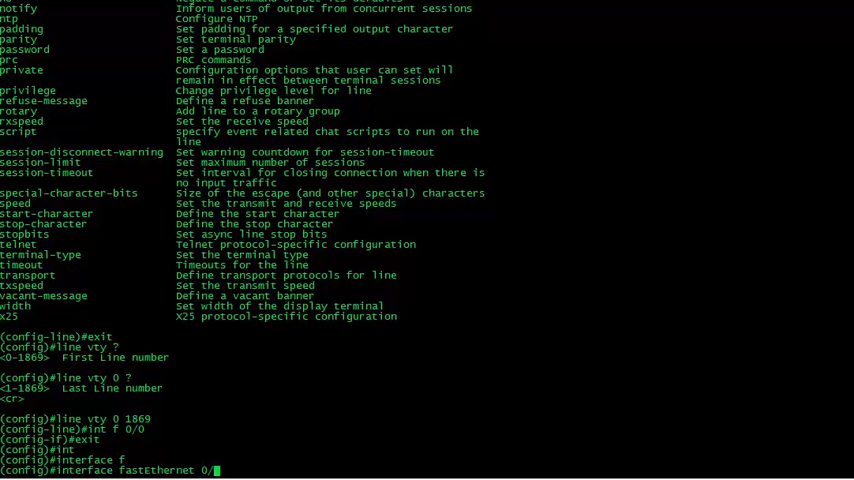 notify                       Inform users of output from concurrent sessions
ntp                          Configure NTP
padding                      Set padding for a specified output character
parity                       Set terminal parity
password                     Set a password
prc                          PRC commands
private                      Configuration options that user can set will
                             remain in effect between terminal sessions
privilege                    Change privilege level for line
refuse-message               Define a refuse banner
rotary                       Add line to a rotary group
rxspeed                      Set the receive speed
script                       specify event related chat scripts to run on the
                             line
session-disconnect-warning   Set warning countdown for session-timeout
session-limit                Set maximum number of sessions
session-timeout              Set interval for closing connection when there is
                             no input traffic
special-character-bits       Size of the escape (and other special) characters
speed                        Set the transmit and receive speeds
start-character              Define the start character
stop-character               Define the stop character
stopbits                     Set async line stop bits
telnet                       Telnet protocol-specific configuration
terminal-type                Set the terminal type
timeout                      Timeouts for the line
transport                    Define transport protocols for line
txspeed                      Set the transmit speed
vacant-message               Define a vacant banner
width                        Set width of the display terminal
x25                          X25 protocol-specific configuration
(config-line)#exit
(config)#line vty ?
<0-1869>  First Line number
(config)#line vty 0 ?
<1-1869>  Last Line number
<cr>
(config)#line vty 0 1869
(config-line)#int f 0/0
(config-if)#exit
(config)#int
(config)#interface f
(config)#interface fastEthernet 0/